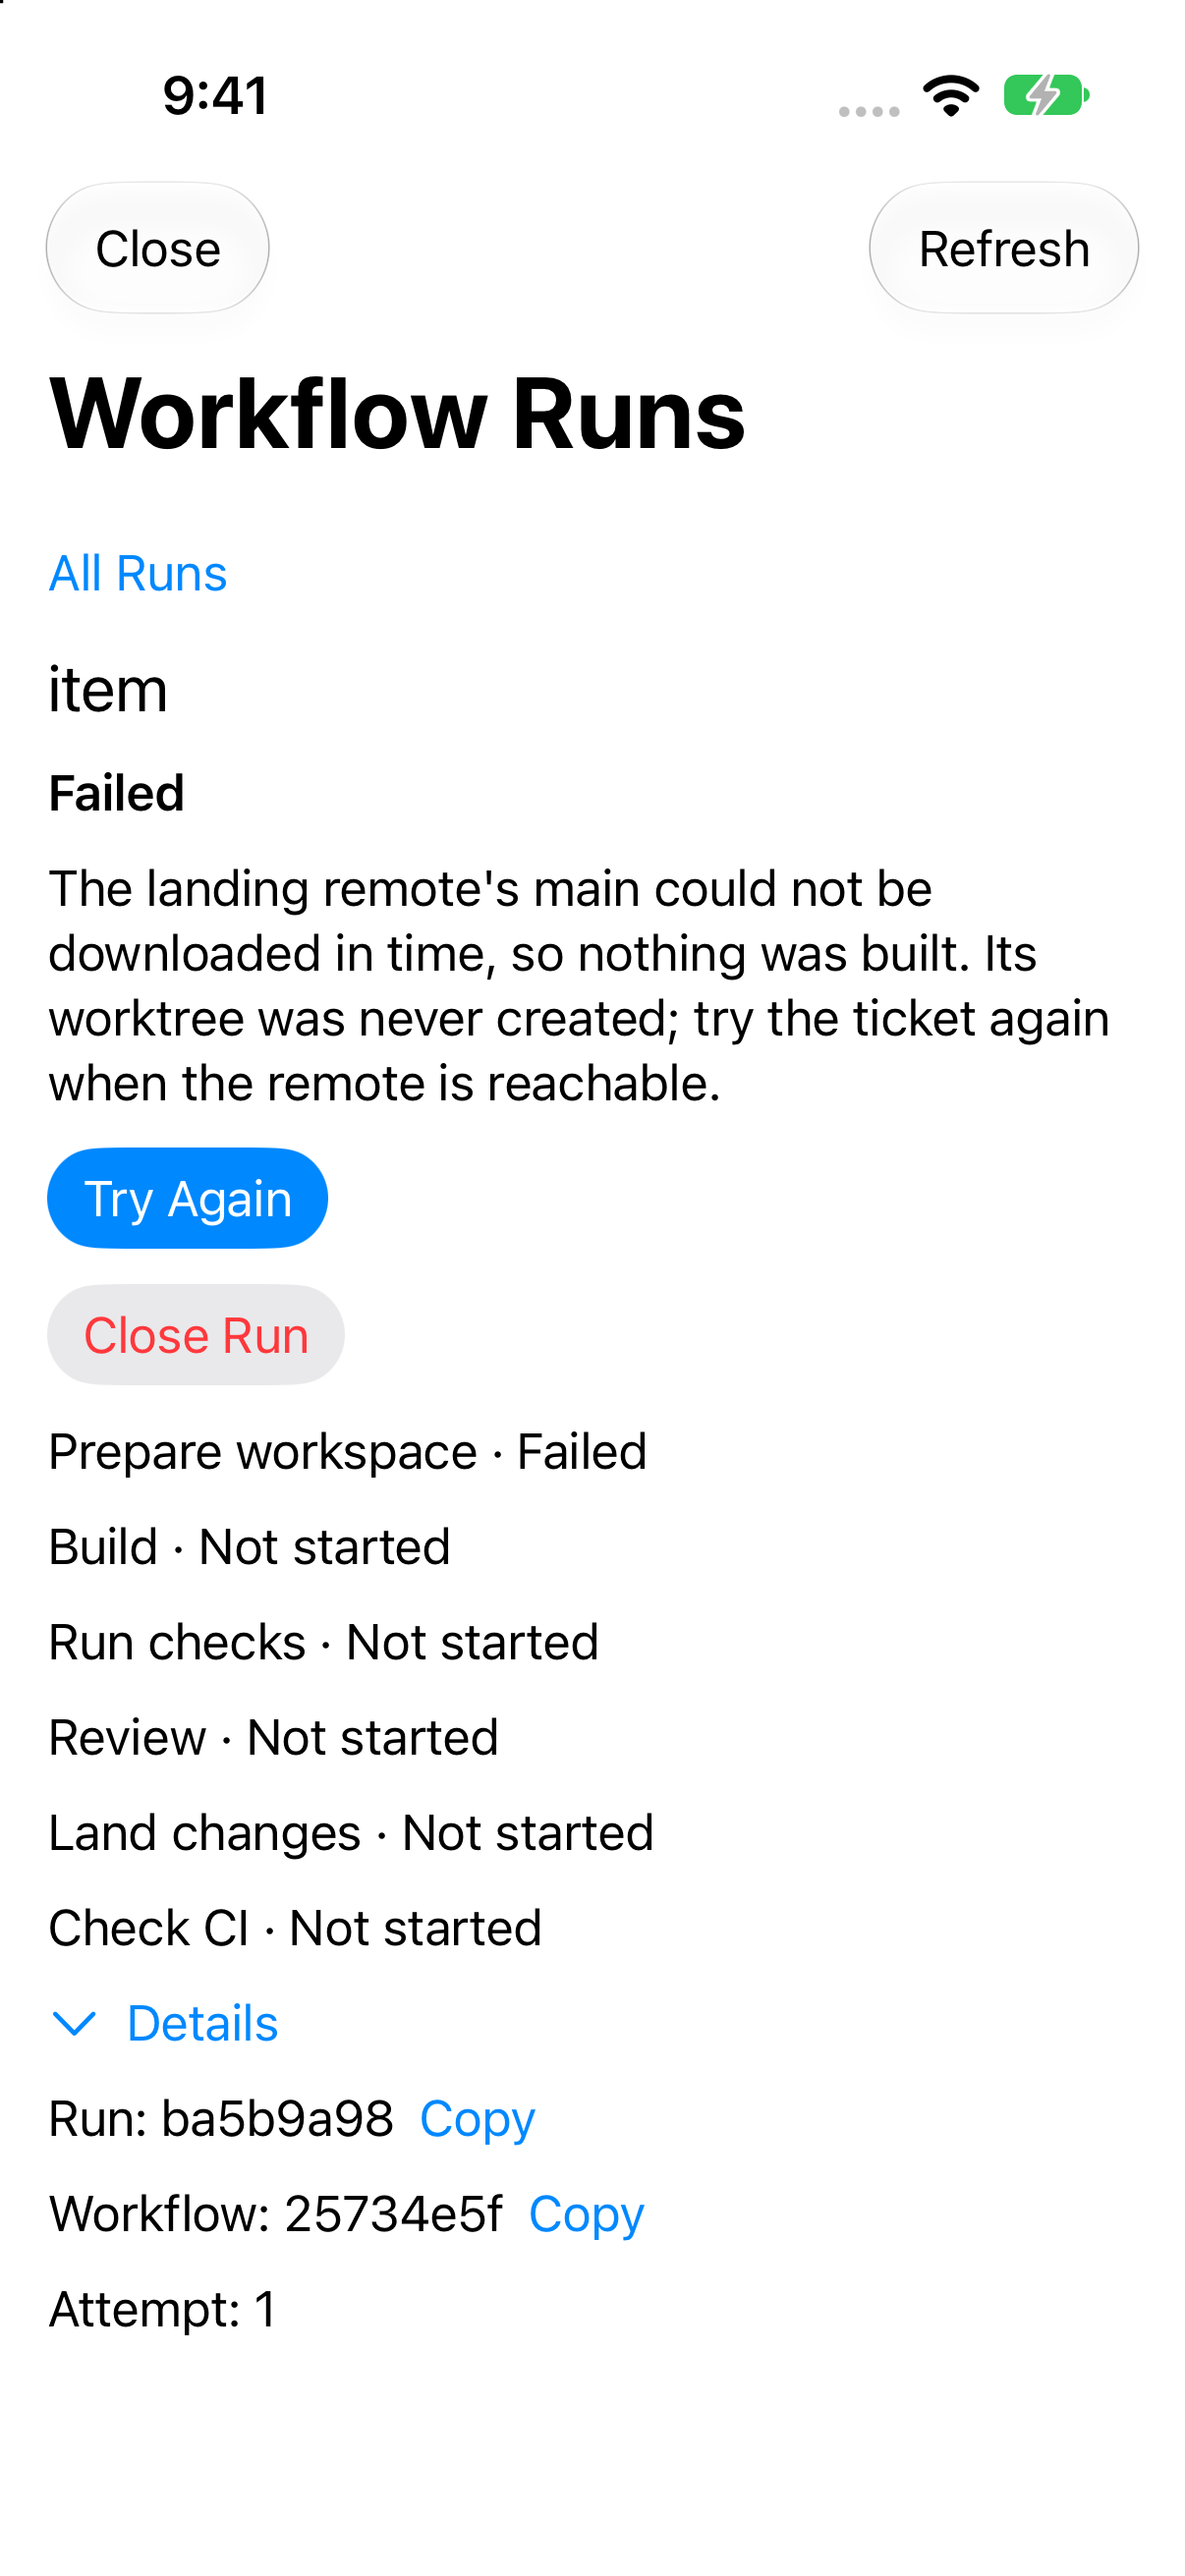 9:41
Close
Refresh
Workflow Runs
All Runs
item
Failed
The landing remote's main could not be
downloaded in time, so nothing was built. Its
worktree was never created; try the ticket again
when the remote is reachable.
Try Again
Close Run
Prepare workspace · Failed
Build · Not started
Run checks · Not started
Review · Not started
Land changes · Not started
Check CI · Not started
Details
Run: ba5b9a98 Copy
Workflow: 25734e5f Copy
Attempt: 1